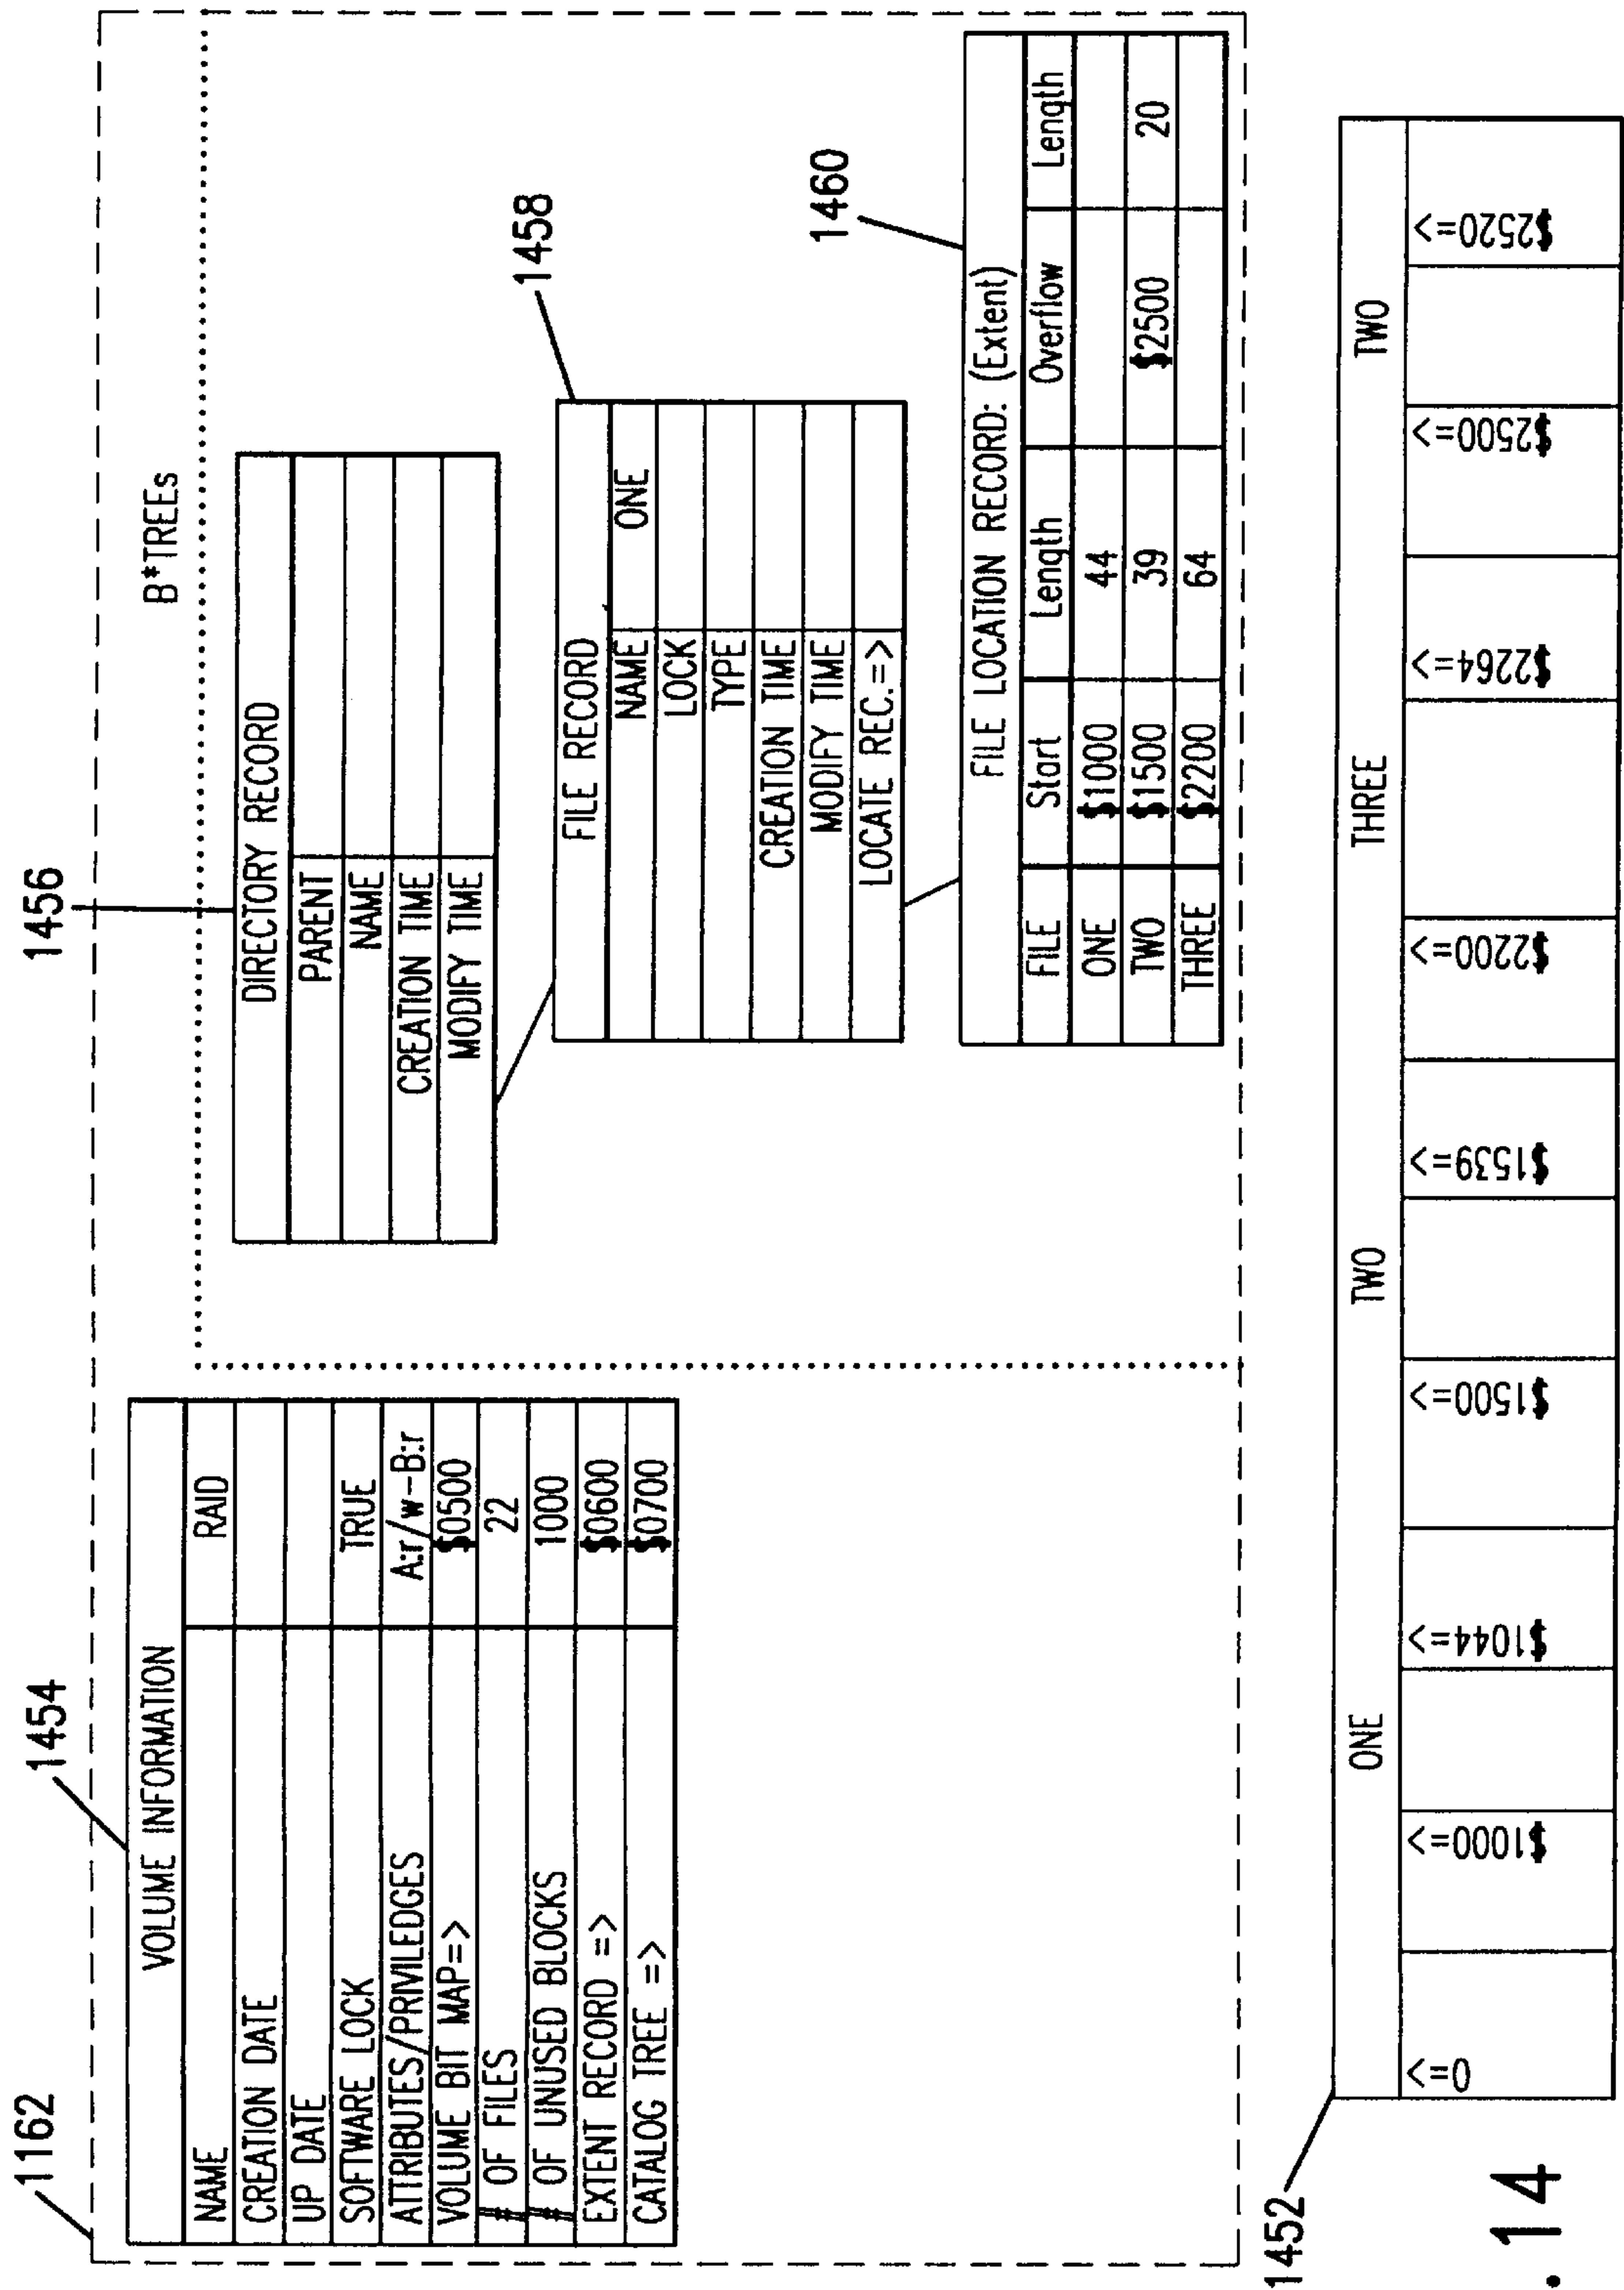 1162
1454
VOLUME INFORMATION
NAME RAID
CREATION DATE
UP DATE
SOFTWARE LOCK TRUE
ATTRIBUTES/PRIVILEDGES A:r/w-B:r
VOLUME BIT MAP=> $0500
# OF FILES 22
# OF UNUSED BLOCKS 1000
EXTENT RECORD => $0600
CATALOG TREE => $0700
B*TREEs
1456
DIRECTORY RECORD
PARENT
NAME
CREATION TIME
MODIFY TIME
1458
FILE RECORD
NAME ONE
LOCK
TYPE
CREATION TIME
MODIFY TIME
LOCATE REC.=>
1460
FILE LOCATION RECORD: (Extent)
FILE Start Length Overflow Length
ONE $1000 44
TWO $1500 39 $2500 20
THREE $2200 64
1452
ONE TWO THREE TWO
0=> $1000=> $1044=> $1500=> $1539=> $2200=> $2264=> $2500=> $2520=>
. 14